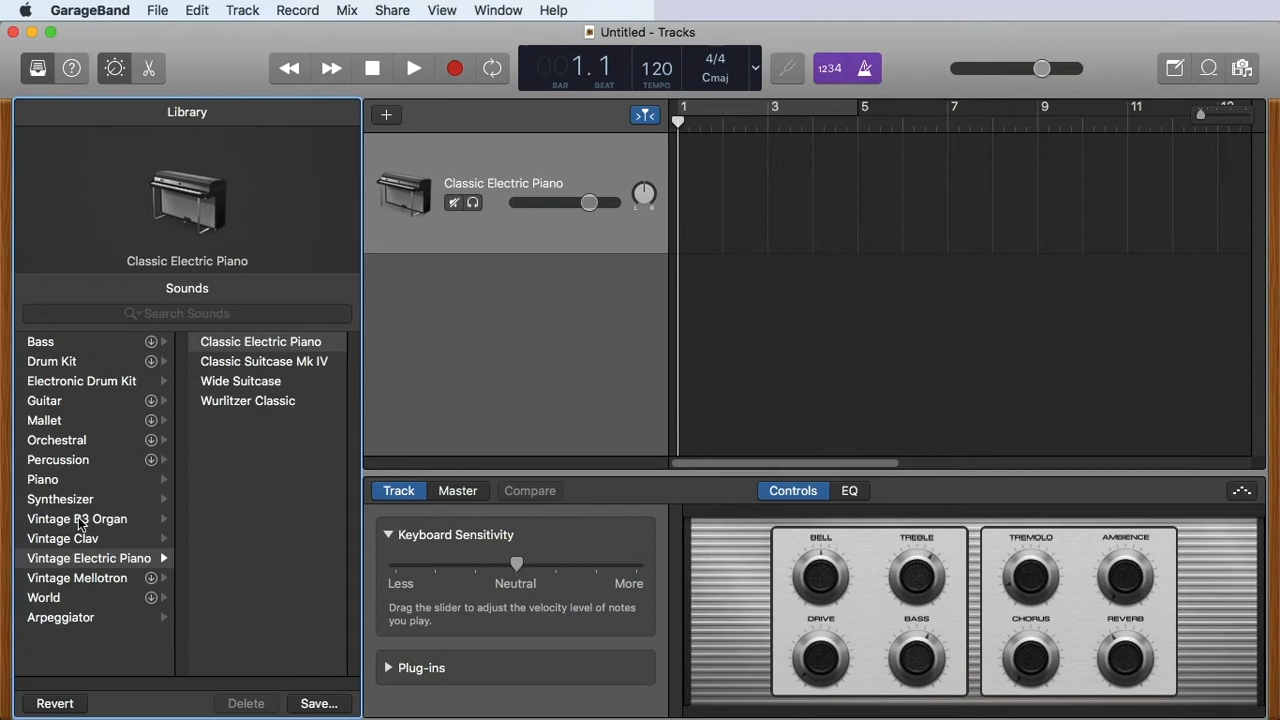 GarageBand File Edit Track Record Mix Share View Window Help
Untitled - Tracks
001.1
BAR BEAT
120
TEMPO
4/4
Cmaj
1234
Library
Classic Electric Piano
Sounds
Search Sounds
Bass
Drum Kit
Electronic Drum Kit
Guitar
Mallet
Orchestral
Percussion
Piano
Synthesizer
Vintage B3 Organ
Vintage Clav
Vintage Electric Piano
Vintage Mellotron
World
Arpeggiator
Classic Electric Piano
Classic Suitcase Mk IV
Wide Suitcase
Wurlitzer Classic
Revert Delete Save...
1 3 5 7 9 11
Classic Electric Piano
L R
Track Master Compare Controls EQ
Keyboard Sensitivity
Less Neutral More
Drag the slider to adjust the velocity level of notes
you play.
Plug-ins
BELL TREBLE TREMOLO AMBIENCE
DRIVE BASS CHORUS REVERB